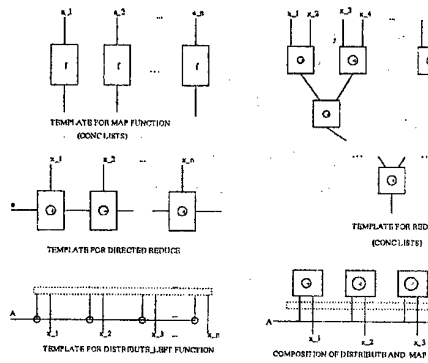 x_1 x_2 ... x_n
f f f
...
TEMPLATE FOR MAP FUNCTION
(CONC LISTS)
x_1 x_2 x_3 x_4
...
TEMPLATE FOR RED
(CONC LISTS)
x_1 x_2 ... x_n
e
TEMPLATE FOR DIRECTED REDUCE
A
x_1 x_2 x_3 ... x_n
TEMPLATE FOR DISTRIBUTE_LEFT FUNCTION
A
x_1 x_2 x_3
COMPOSITION OF DISTRIBUTE AND MAP